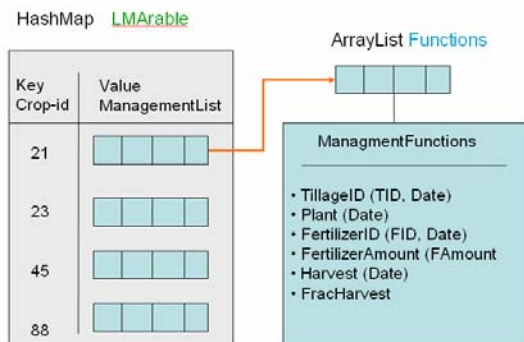 HashMap LMArable
Key
Crop-id
Value
ManagementList
21
23
45
88
ArrayList Functions
ManagmentFunctions
• TillageID (TID, Date)
• Plant (Date)
• FertilizerID (FID, Date)
• FertilizerAmount (FAmount
• Harvest (Date)
• FracHarvest